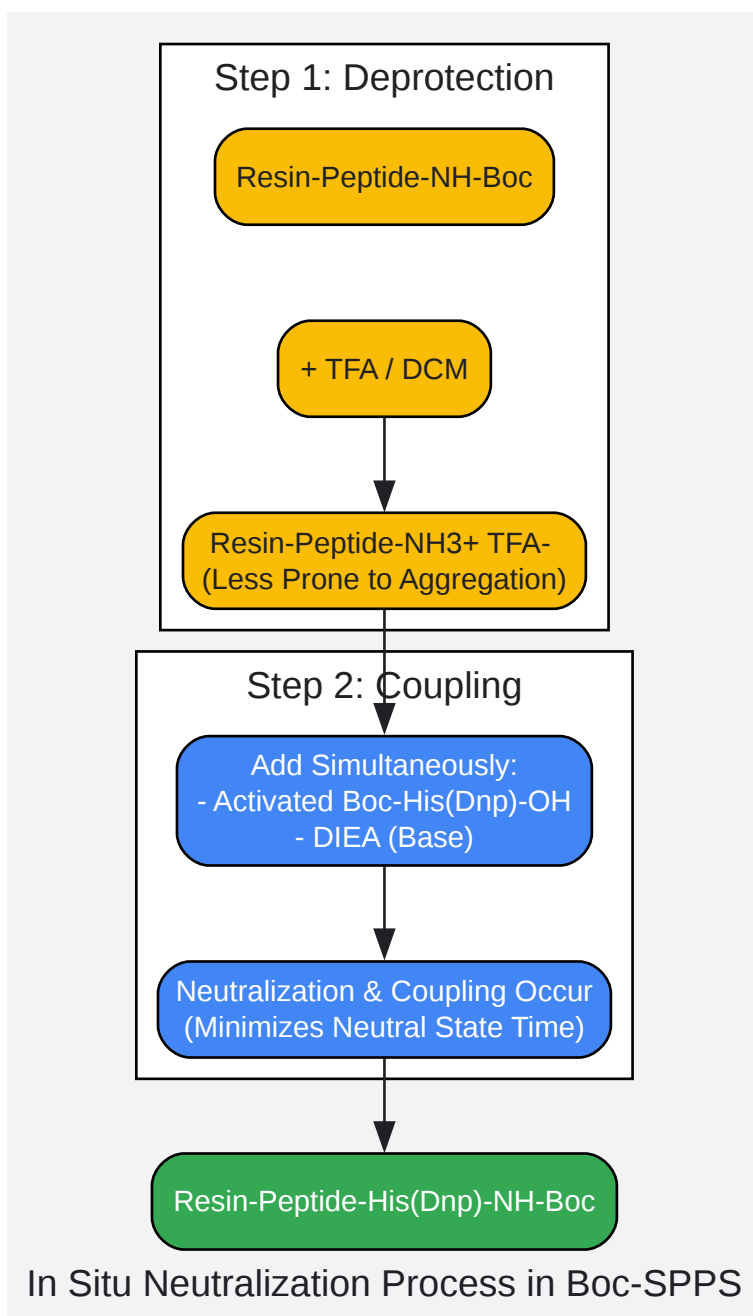 Step 1: Deprotection
Resin-Peptide-NH-Boc
+ TFA / DCM
Resin-Peptide-NH3+ TFA-
(Less Prone to Aggregation)
Step 2: Coupling
Add Simultaneously:
- Activated Boc-His(Dnp)-OH
- DIEA (Base)
Neutralization & Coupling Occur
(Minimizes Neutral State Time)
Resin-Peptide-His(Dnp)-NH-Boc
In Situ Neutralization Process in Boc-SPPS